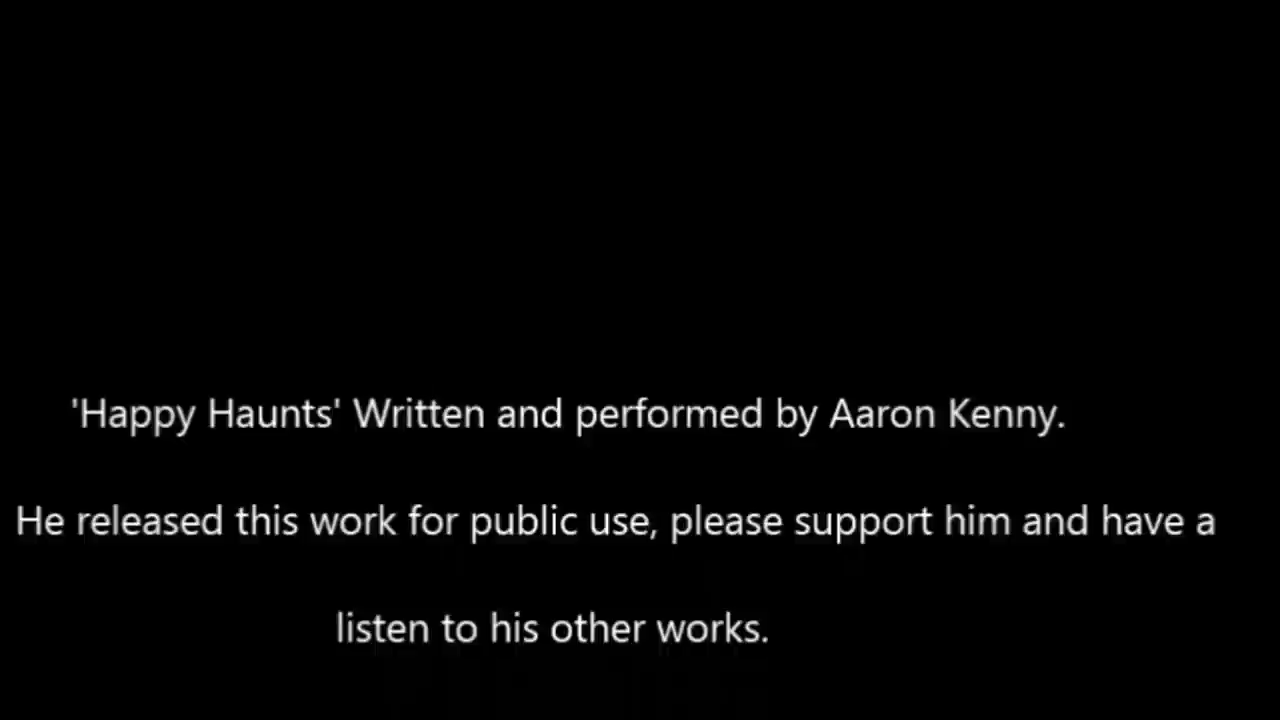 'Happy Haunts' Written and performed by Aaron Kenny.
He released this work for public use, please support him and have a
listen to his other works.